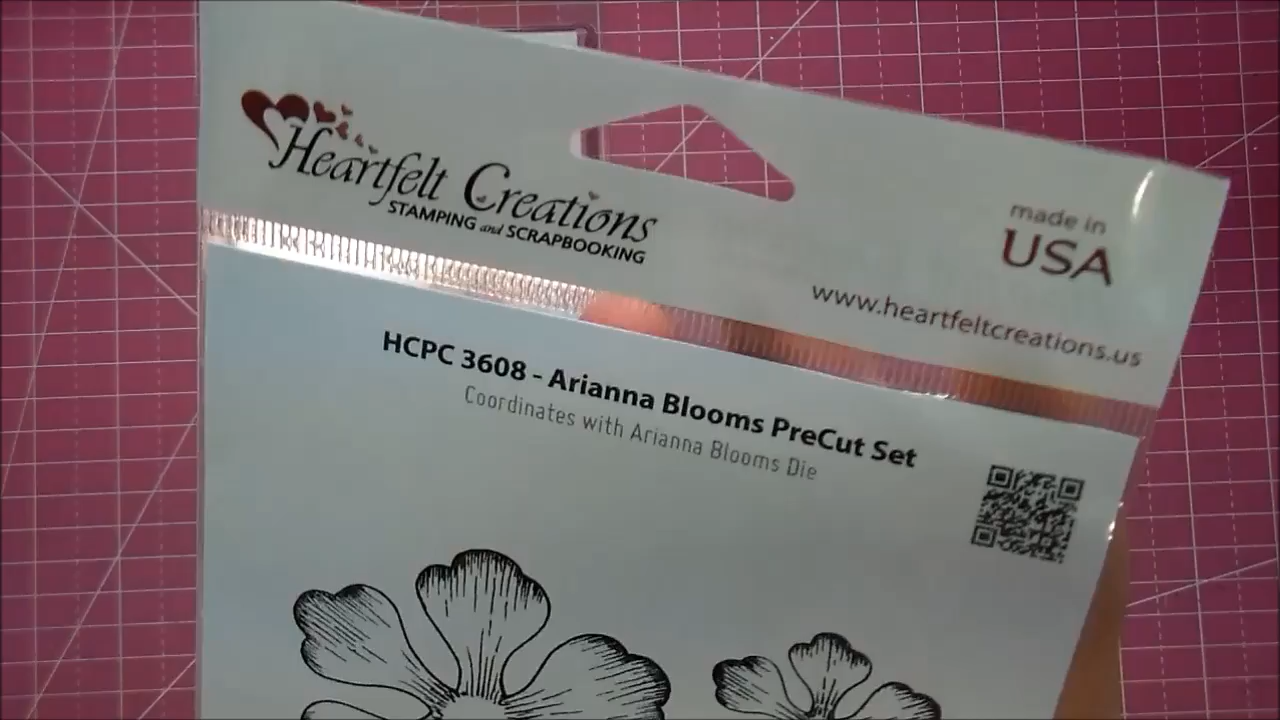 Heartfelt Creations
STAMPING and SCRAPBOOKING
made in
USA
www.heartfeltcreations.us
HCPC 3608 - Arianna Blooms PreCut Set
Coordinates with Arianna Blooms Die